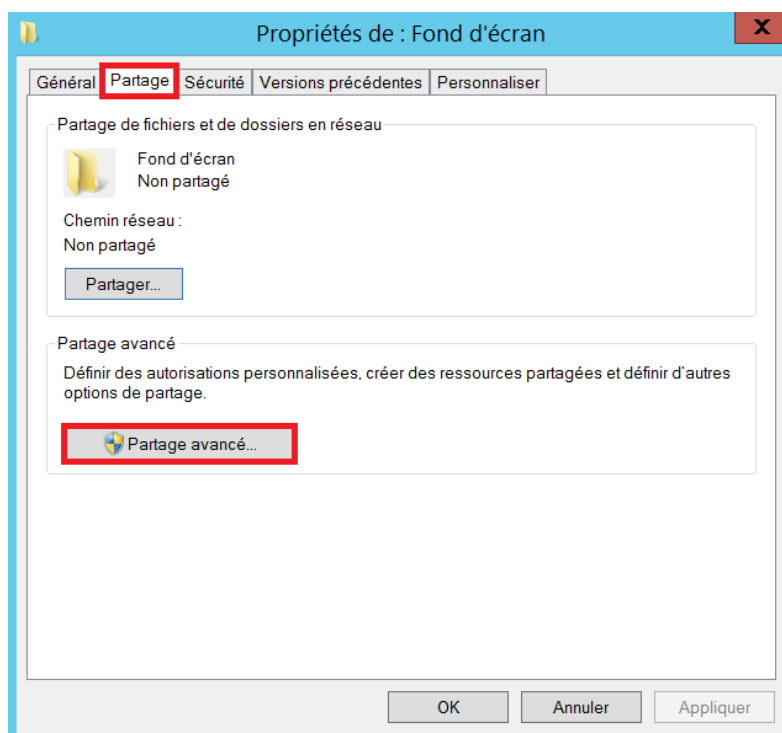 Propriétés de : Fond d'écran
X
Général Partage Sécurité Versions précédentes Personnaliser
Partage de fichiers et de dossiers en réseau
Fond d'écran
Non partagé
Chemin réseau :
Non partagé
Partager...
Partage avancé
Définir des autorisations personnalisées, créer des ressources partagées et définir d'autres
options de partage.
Partage avancé...
OK Annuler Appliquer